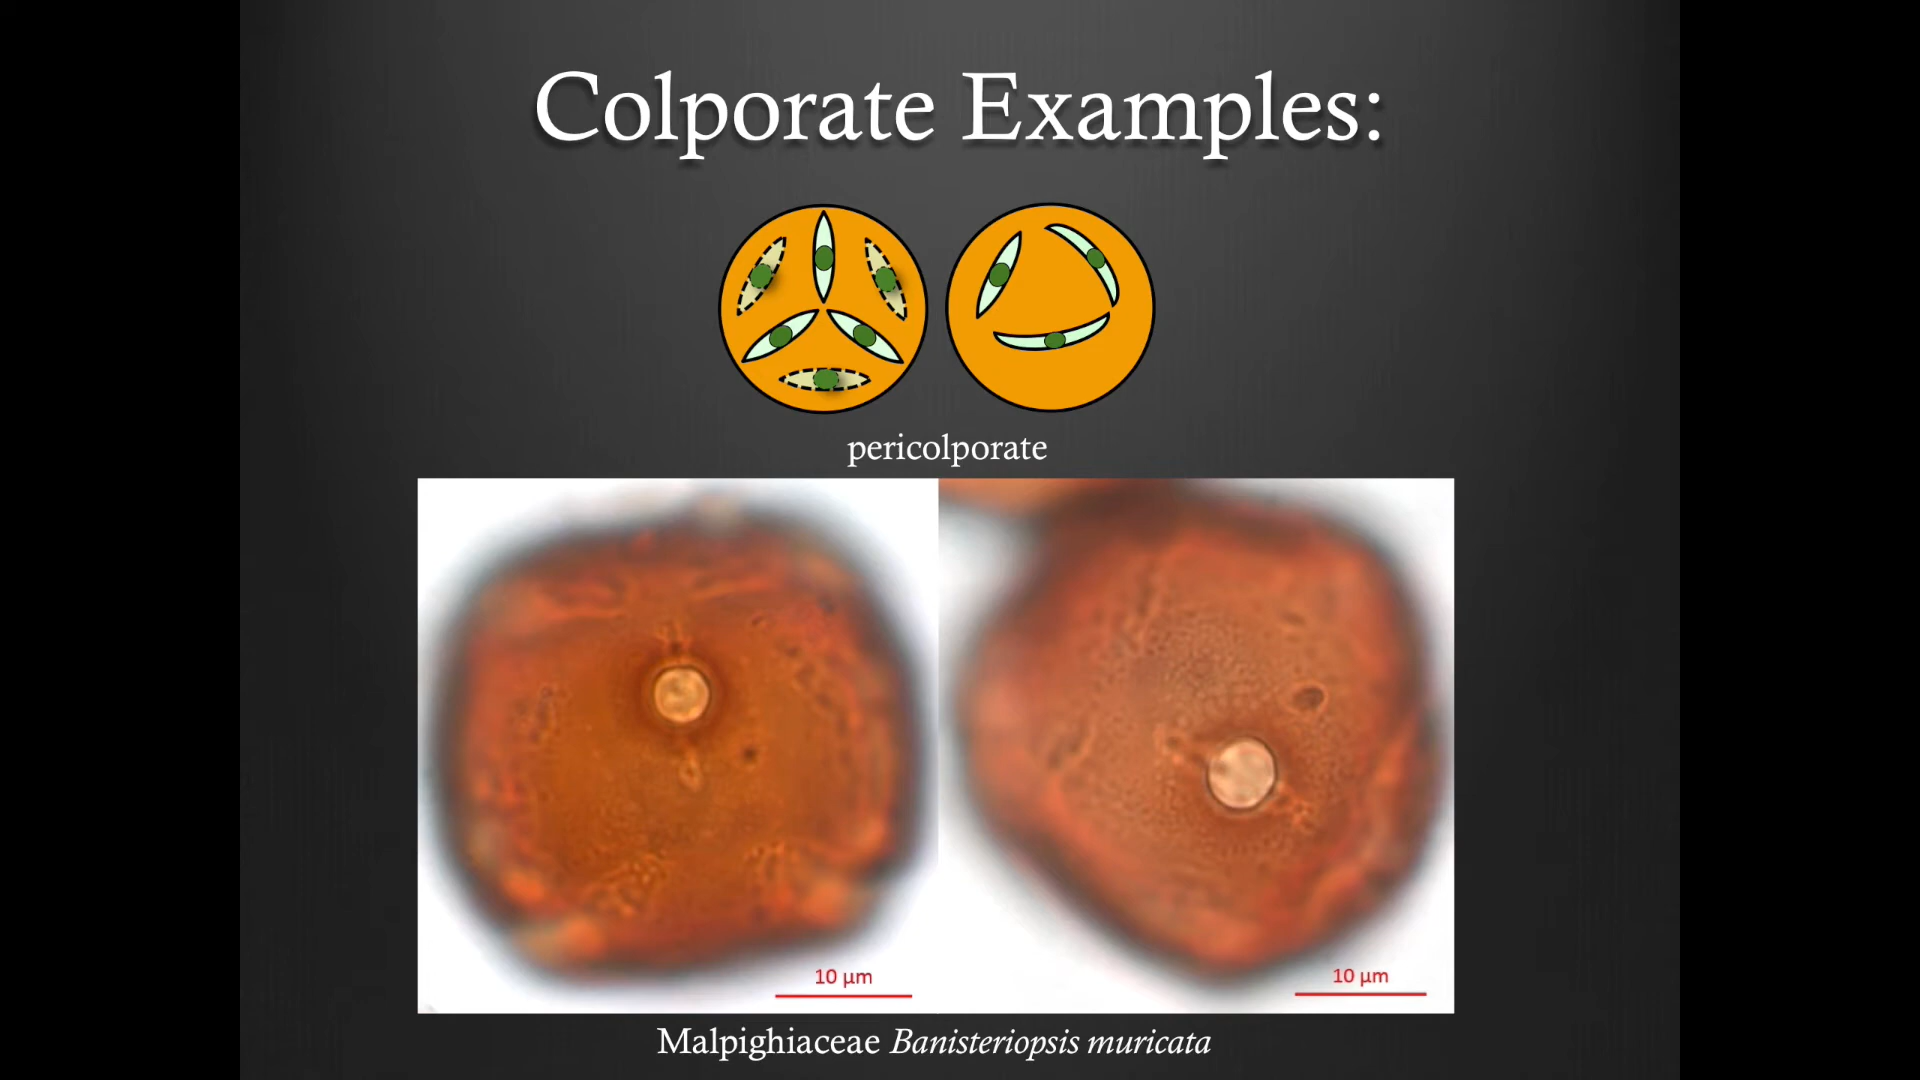 Colporate Examples:
pericolporate
10 µm
10 µm
Malpighiaceae Banisteriopsis muricata